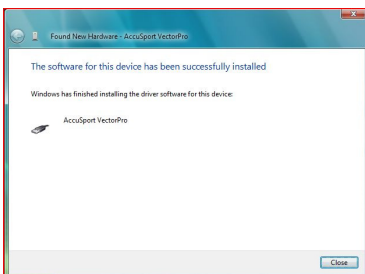 Found New Hardware - AccuSport VectorPro
The software for this device has been successfully installed
Windows has finished installing the driver software for this device:
AccuSport VectorPro
Close